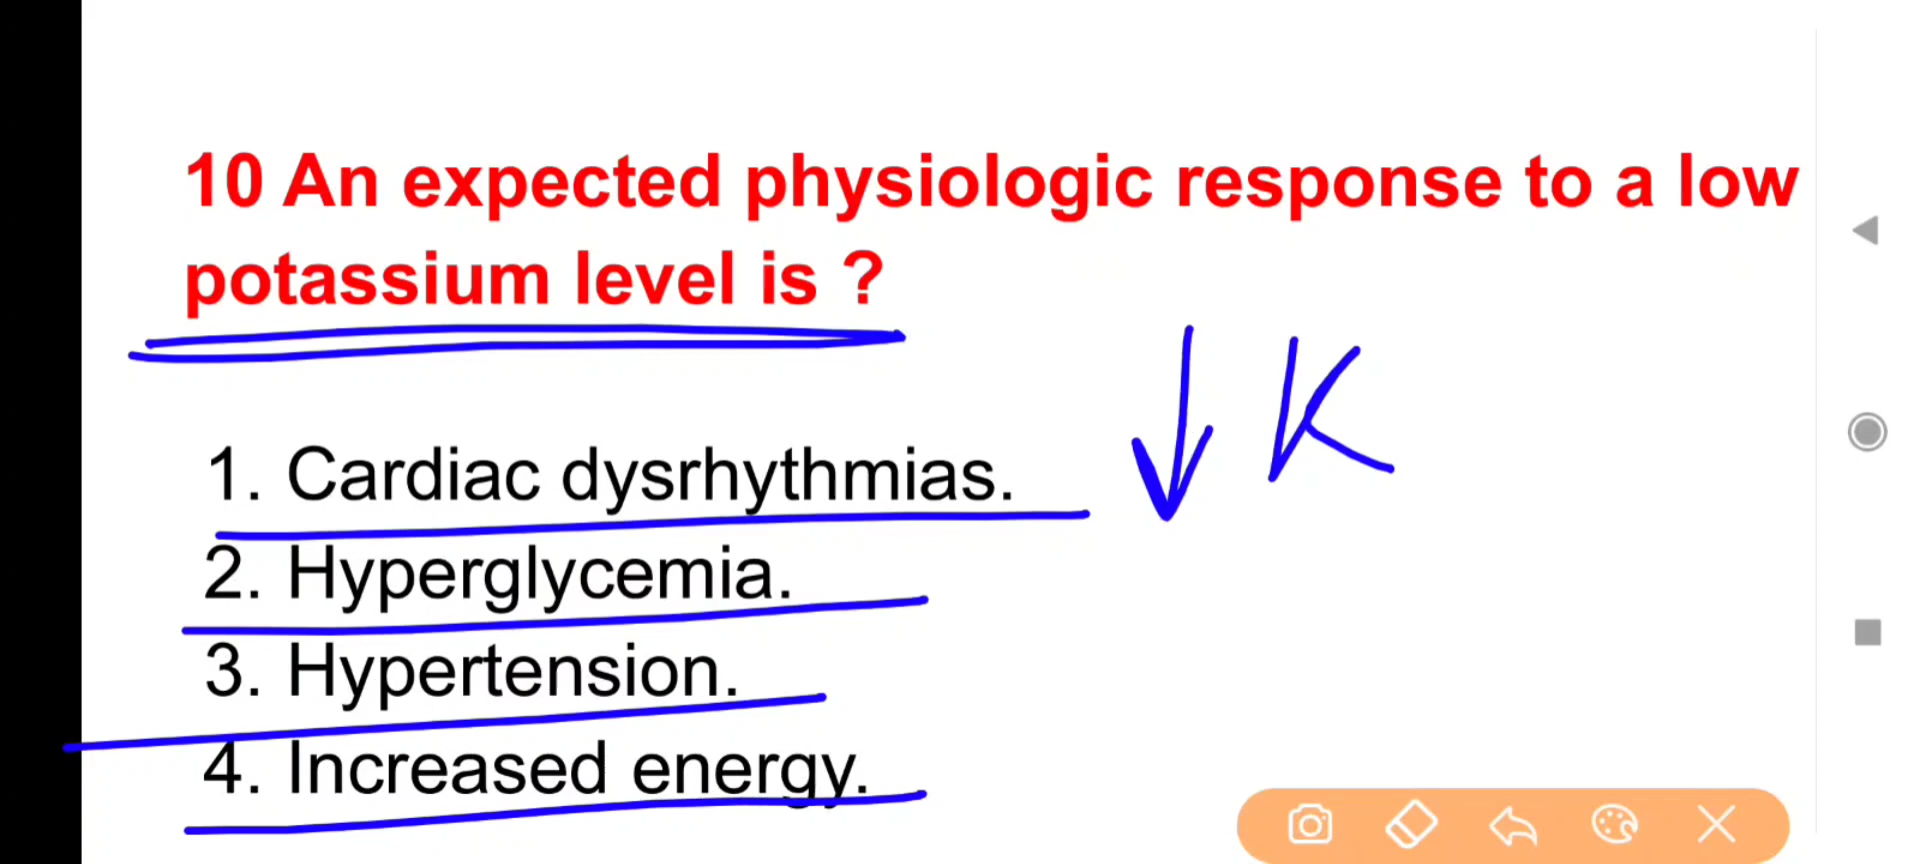 10 An expected physiologic response to a low
potassium level is ?
↓ K
1. Cardiac dysrhythmias.
2. Hyperglycemia.
3. Hypertension.
4. Increased energy.